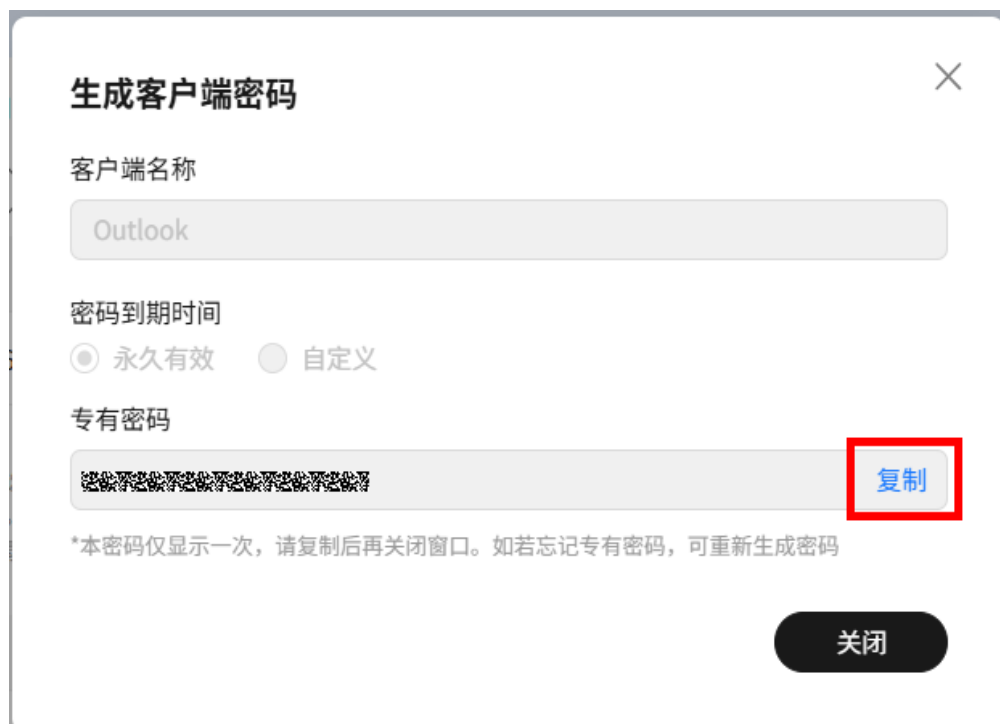 生成客户端密码
客户端名称
Outlook
密码到期时间
永久有效 自定义
专有密码
复制
*本密码仅显示一次，请复制后再关闭窗口。如若忘记专有密码，可重新生成密码
关闭